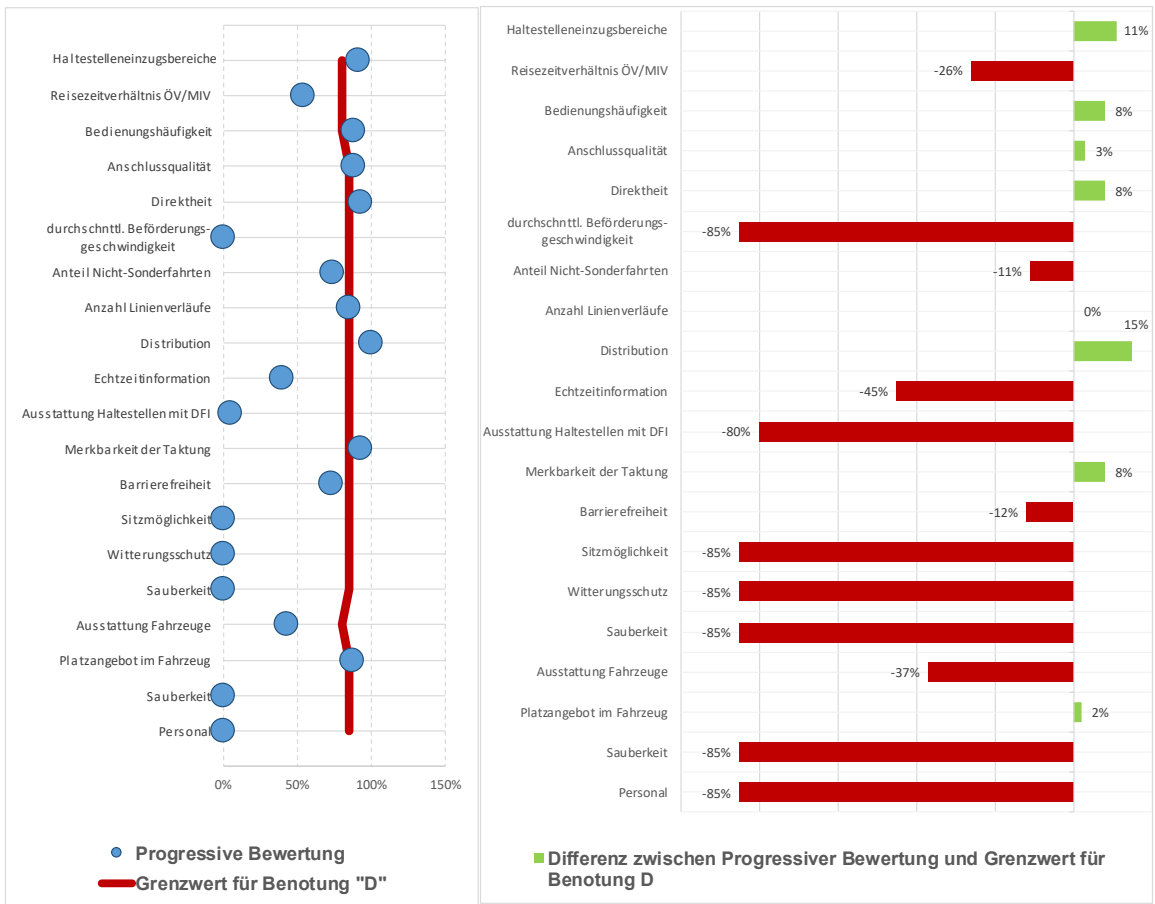 Haltestelleneinzugsbereiche
Reisezeitverhältnis ÖV/MIV
Bedienungshäufigkeit
Anschlussqualität
Direktheit
durchschnttl. Beförderungs-
geschwindigkeit
Anteil Nicht-Sonderfahrten
Anzahl Linienverläufe
Distribution
Echtzeitinformation
Ausstattung Haltestellen mit DFI
Merkbarkeit der Taktung
Barrierefreiheit
Sitzmöglichkeit
Witterungsschutz
Sauberkeit
Ausstattung Fahrzeuge
Platzangebot im Fahrzeug
Sauberkeit
Personal
0% 50% 100% 150%
Progressive Bewertung
Grenzwert für Benotung "D"
Haltestelleneinzugsbereiche 11%
Reisezeitverhältnis ÖV/MIV -26%
Bedienungshäufigkeit 8%
Anschlussqualität 3%
Direktheit 8%
durchschnttl. Beförderungs-
geschwindigkeit -85%
Anteil Nicht-Sonderfahrten -11%
Anzahl Linienverläufe 0%
Distribution 15%
Echtzeitinformation -45%
Ausstattung Haltestellen mit DFI -80%
Merkbarkeit der Taktung 8%
Barrierefreiheit -12%
Sitzmöglichkeit -85%
Witterungsschutz -85%
Sauberkeit -85%
Ausstattung Fahrzeuge -37%
Platzangebot im Fahrzeug 2%
Sauberkeit -85%
Personal -85%
Differenz zwischen Progressiver Bewertung und Grenzwert für
Benotung D